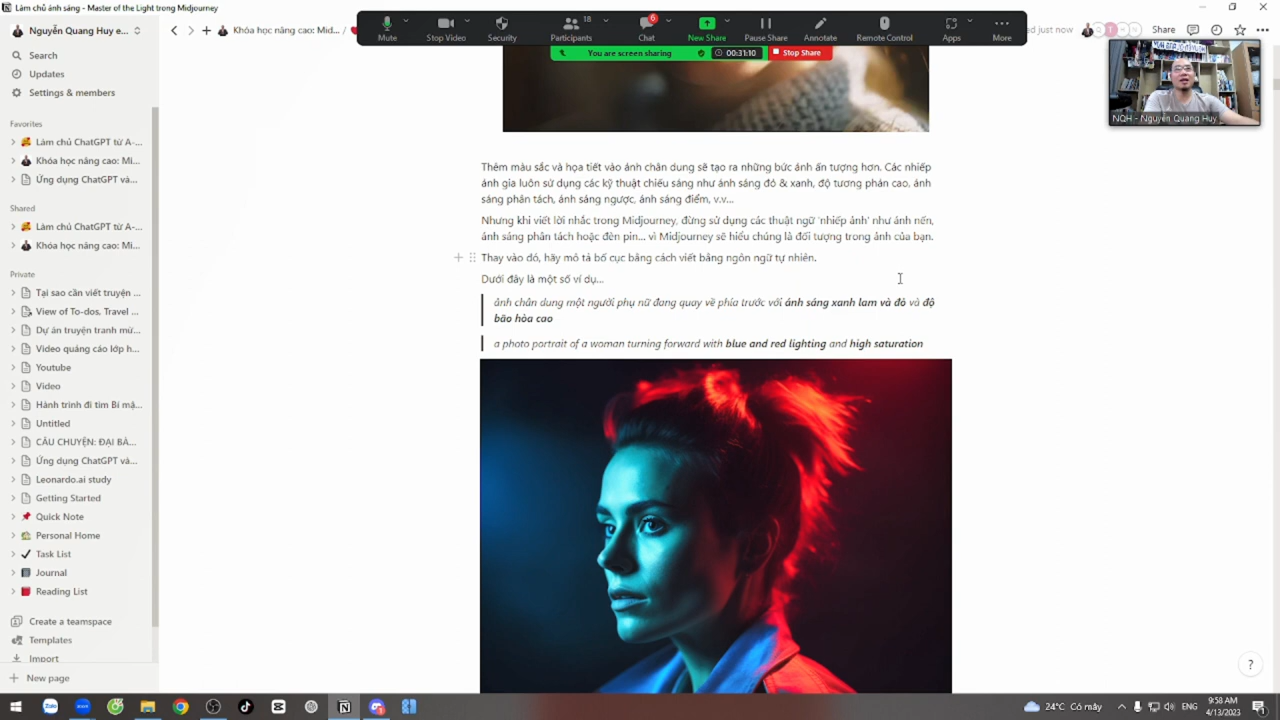 Làm chủ ánh sáng - Master of the Light trong Midjourney
Nguyễn Quang Huy e...
Khóa học nâng cao: Mid... /
ed just now
Share
Mute
Stop Video
Security
Participants
18
Chat
6
New Share
Pause Share
Annotate
Remote Control
Apps
More
You are screen sharing
00:31:10
Stop Share
NQH - Nguyễn Quang Huy
Search
Updates
Settings & members
Favorites
Làm chủ ChatGPT từ A-...
Khóa học nâng cao: Mi...
Ứng dụng ChatGPT và...
Shared
Làm chủ ChatGPT từ A-...
Khóa học nâng cao: Mi...
Private
Tại sao cần viết truyện ...
View of To-dos, Travel ...
Dự án truyện tranh mừ...
Video quảng cáo lớp h...
Youtube
Video
Hành trình đi tìm Bí mậ...
Untitled
CÂU CHUYỆN: ĐẠI BÀ...
Ứng dụng ChatGPT và...
Leonardo.ai study
Getting Started
Quick Note
Personal Home
Task List
Journal
Reading List
Create a teamspace
Templates
Import
New page
Thêm màu sắc và họa tiết vào ảnh chân dung sẽ tạo ra những bức ảnh ấn tượng hơn. Các nhiếp
ảnh gia luôn sử dụng các kỹ thuật chiếu sáng như ánh sáng đỏ & xanh, độ tương phản cao, ánh
sáng phân tách, ánh sáng ngược, ánh sáng điểm, v.v...
Nhưng khi viết lời nhắc trong Midjourney, đừng sử dụng các thuật ngữ 'nhiếp ảnh' như ánh nến,
ánh sáng phân tách hoặc đèn pin... vì Midjourney sẽ hiểu chúng là đối tượng trong ảnh của bạn.
Thay vào đó, hãy mô tả bố cục bằng cách viết bằng ngôn ngữ tự nhiên.
Dưới đây là một số ví dụ...
ảnh chân dung một người phụ nữ đang quay về phía trước với ánh sáng xanh lam và đỏ và độ
bão hòa cao
a photo portrait of a woman turning forward with blue and red lighting and high saturation
?
24°C Có mây
ENG
9:58 AM
4/13/2023